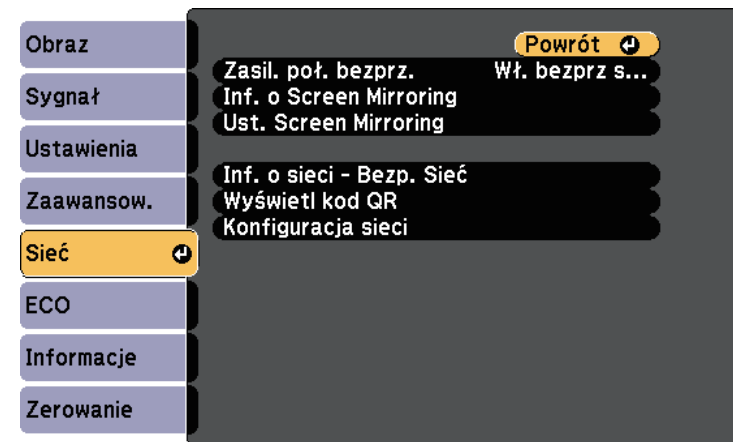 Obraz
Sygnał
Ustawienia
Zaawansow.
Sieć
ECO
Informacje
Zerowanie
Powrót
Zasil. poł. bezprz. Wł. bezprz s...
Inf. o Screen Mirroring
Ust. Screen Mirroring
Inf. o sieci - Bezp. Sieć
Wyświetl kod QR
Konfiguracja sieci